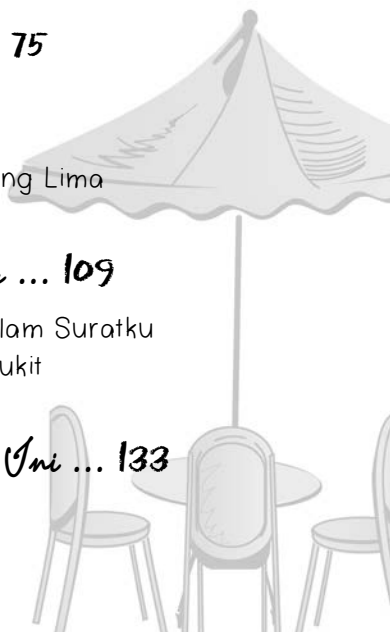 75
ng Lima
... 109
lam Suratku
ukit
Ini ... 133